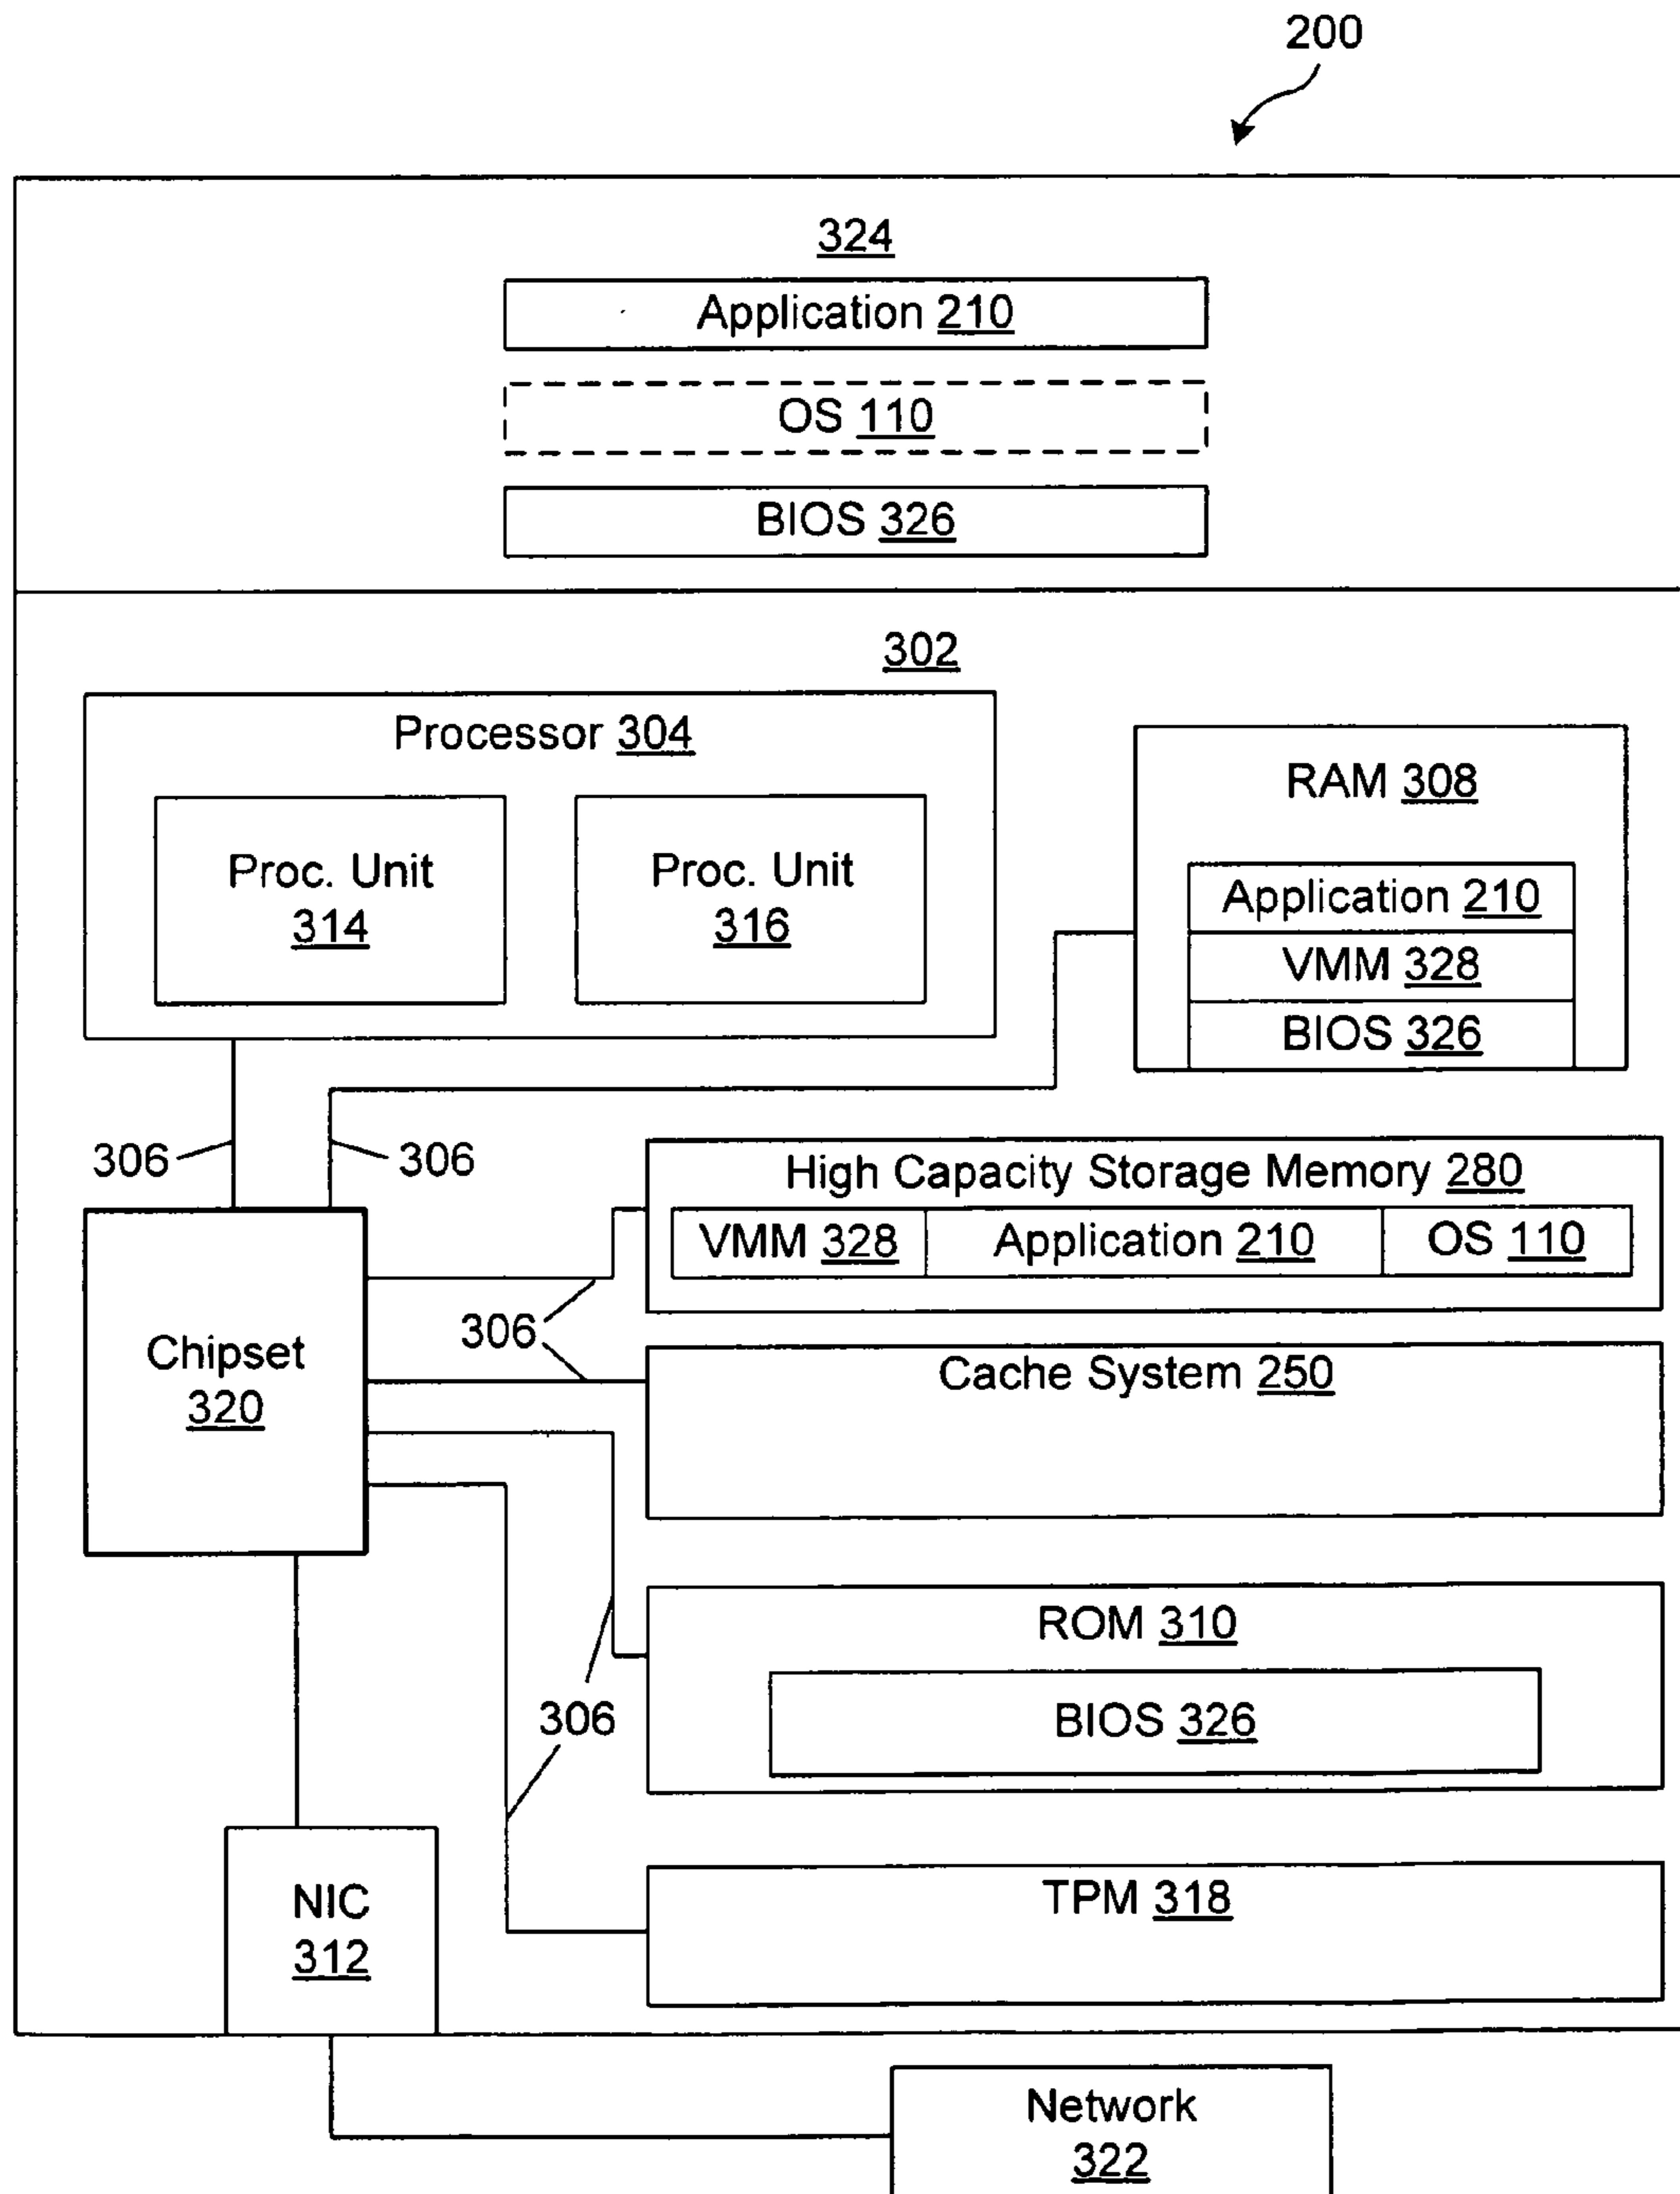 200
324
Application 210
OS 110
BIOS 326
302
Processor 304
Proc. Unit
314
Proc. Unit
316
RAM 308
Application 210
VMM 328
BIOS 326
306
306
High Capacity Storage Memory 280
VMM 328
Application 210
OS 110
306
Chipset
320
Cache System 250
ROM 310
BIOS 326
306
TPM 318
NIC
312
Network
322